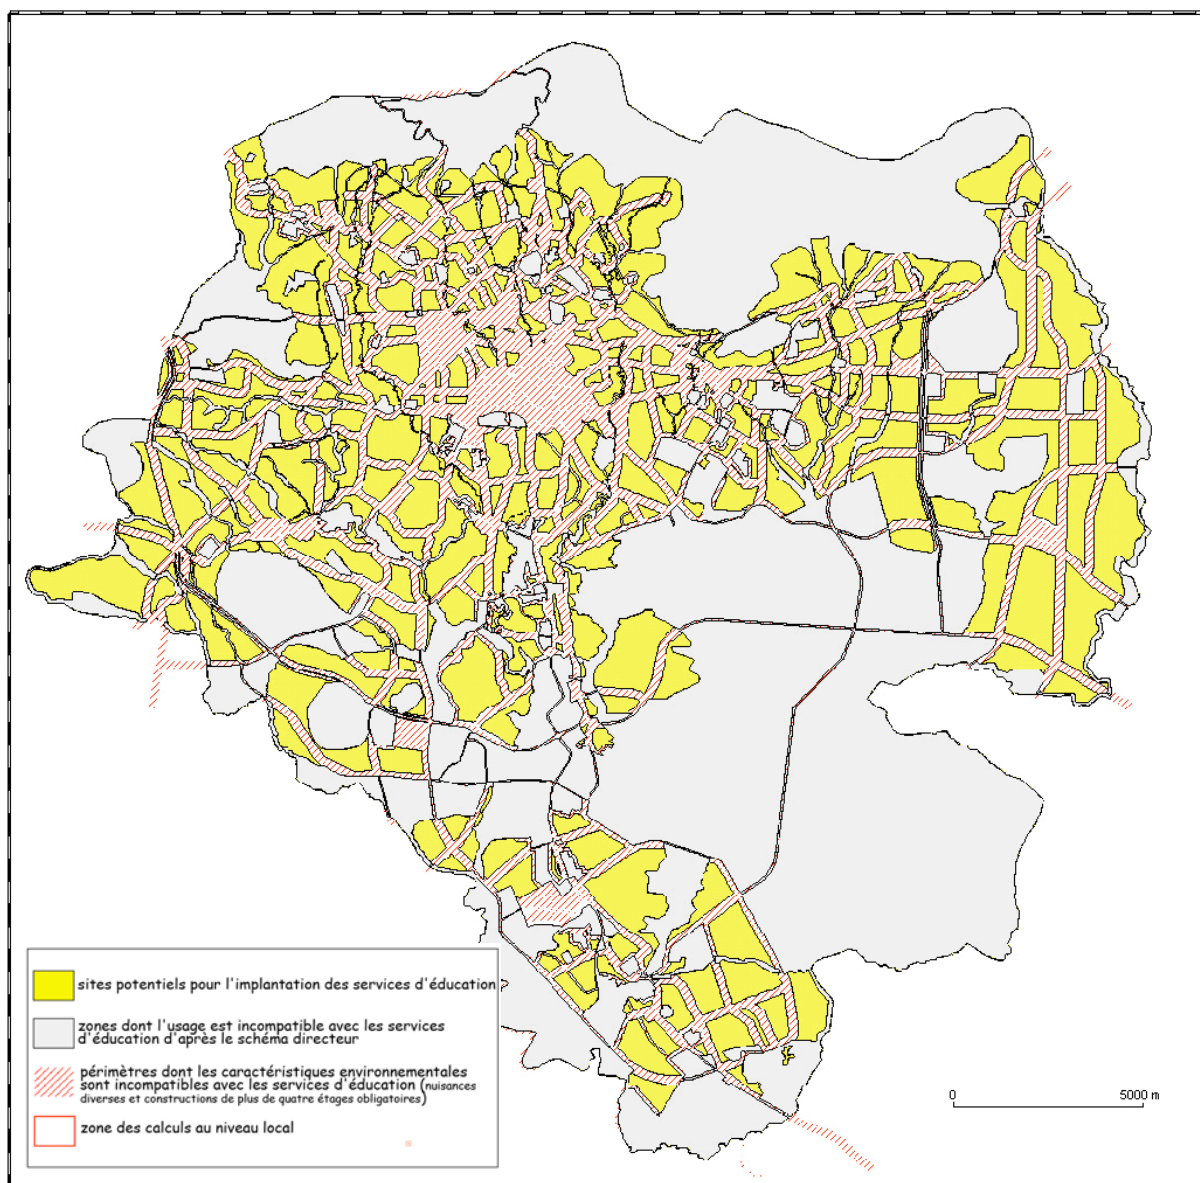 sites potentiels pour l'implantation des services d'éducation
zones dont l'usage est incompatible avec les services
d'éducation d'après le schéma directeur
périmètres dont les caractéristiques environnementales
sont incompatibles avec les services d'éducation (nuisances
diverses et constructions de plus de quatre étages obligatoires)
zone des calculs au niveau local
0 5000 m